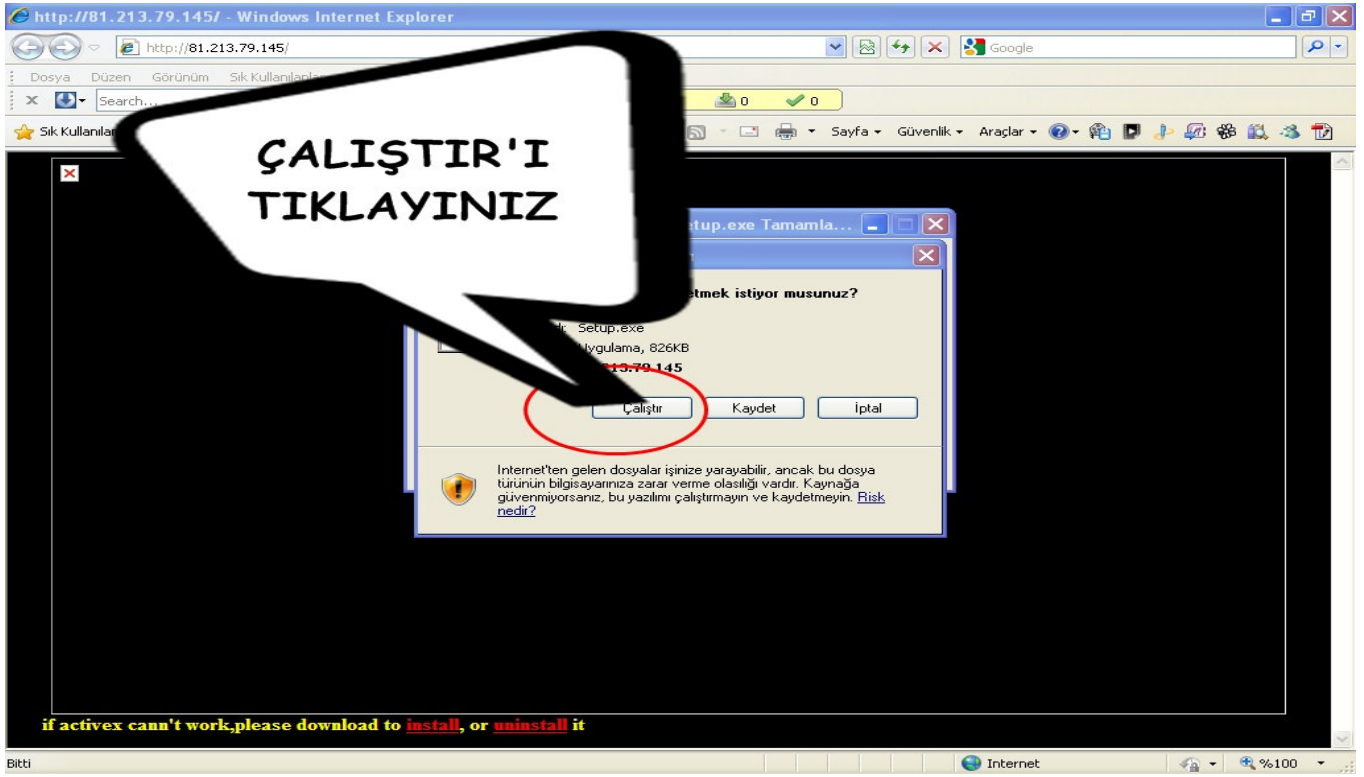 http://81.213.79.145/ - Windows Internet Explorer
http://81.213.79.145/
Google
Dosya Düzen Görünüm Sık
Search...
0 0
Sık
Sayfa Güvenlik Araçlar
ÇALIŞTIR'I
TIKLAYINIZ
Setup.exe Tamamla...
etmek istiyor musunuz?
Setup.exe
Uygulama, 826KB
213.79.145
Çalıştır Kaydet İptal
Internet'ten gelen dosyalar işinize yarayabilir, ancak bu dosya
türünün bilgisayarınıza zarar verme olasılığı vardır. Kaynağa
güvenmiyorsanız, bu yazılımı çalıştırmayın ve kaydetmeyin. Risk
nedir?
if activex cann't work,please download to install, or uninstall it
Bitti
Internet
%100